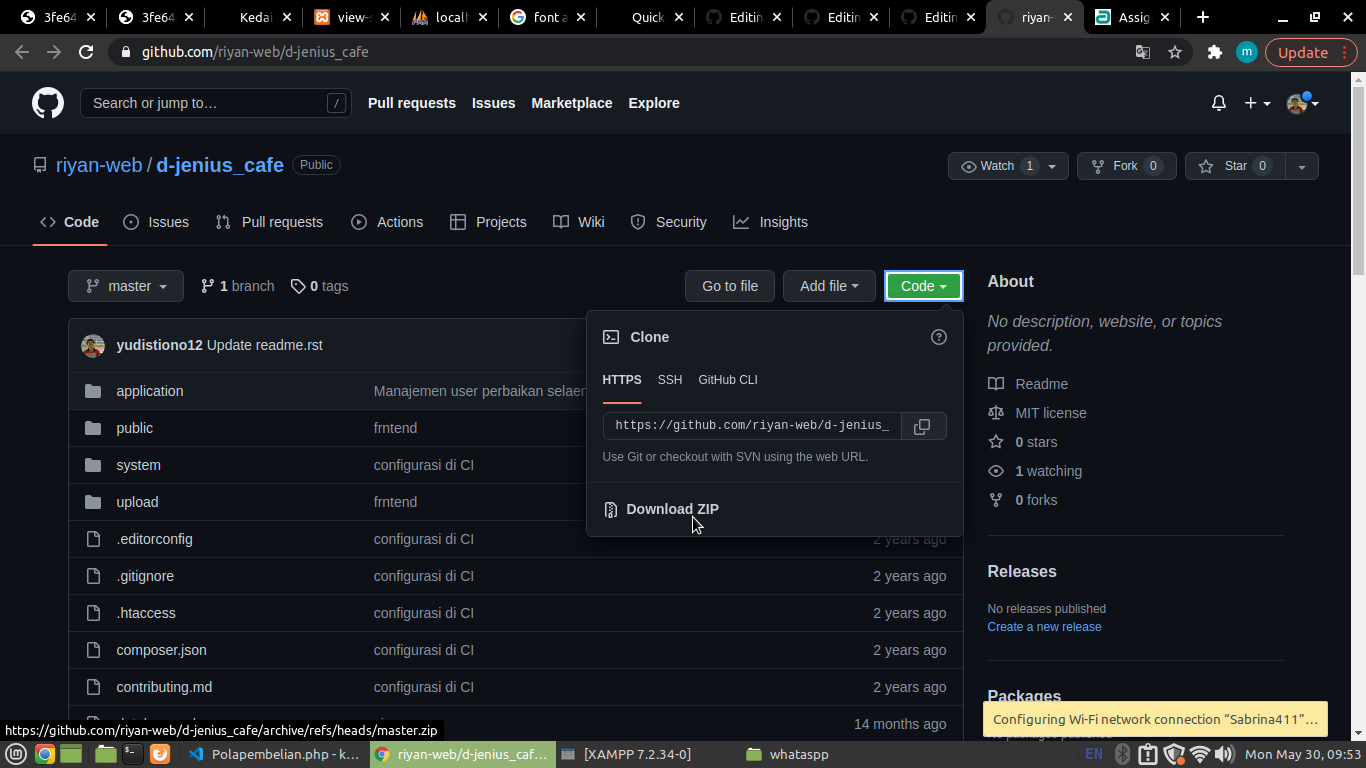 3fe64
3fe64
Kedai
view-
localh
font a
Quick
Editin
Editin
Editin
riyan-
Assig
github.com/riyan-web/d-jenius_cafe
m
Update
Search or jump to…
/
Pull requests
Issues
Marketplace
Explore
riyan-web / d-jenius_cafe
Public
Watch 1
Fork 0
Star 0
Code
Issues
Pull requests
Actions
Projects
Wiki
Security
Insights
master
1 branch
0 tags
Go to file
Add file
Code
About
No description, website, or topics
provided.
Readme
MIT license
0 stars
1 watching
0 forks
Releases
No releases published
Create a new release
Packages
Clone
HTTPS
SSH
GitHub CLI
https://github.com/riyan-web/d-jenius_
Use Git or checkout with SVN using the web URL.
Download ZIP
yudistiono12 Update readme.rst
application
Manajemen user perbaikan selaen
public
frntend
system
configurasi di CI
upload
frntend
.editorconfig
configurasi di CI
2 years ago
.gitignore
configurasi di CI
2 years ago
.htaccess
configurasi di CI
2 years ago
composer.json
configurasi di CI
2 years ago
contributing.md
configurasi di CI
2 years ago
14 months ago
Configuring Wi-Fi network connection “Sabrina411”…
https://github.com/riyan-web/d-jenius_cafe/archive/refs/heads/master.zip
Polapembelian.php - k…
riyan-web/d-jenius_caf…
[XAMPP 7.2.34-0]
whataspp
EN
Mon May 30, 09:53